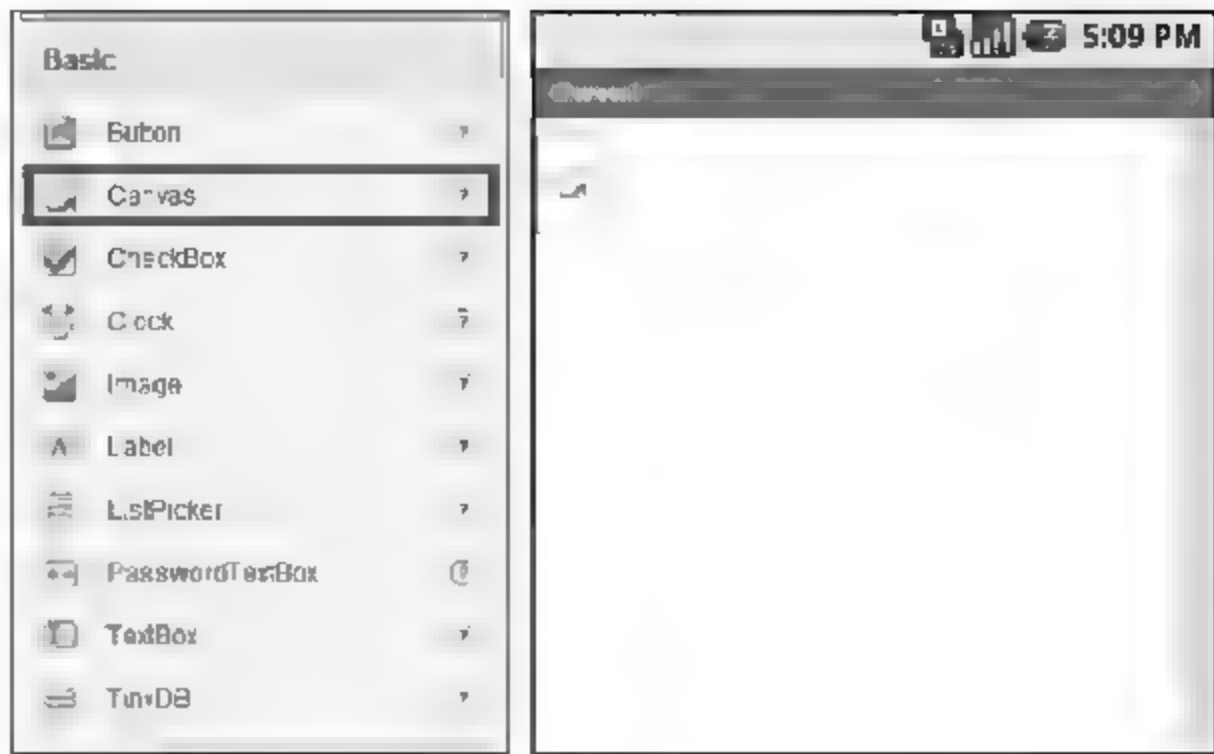 Basic
Button
Canvas
CheckBox
Clock
Image
Label
ListPicker
PasswordTextBox
TextBox
TinyDB
5:09 PM